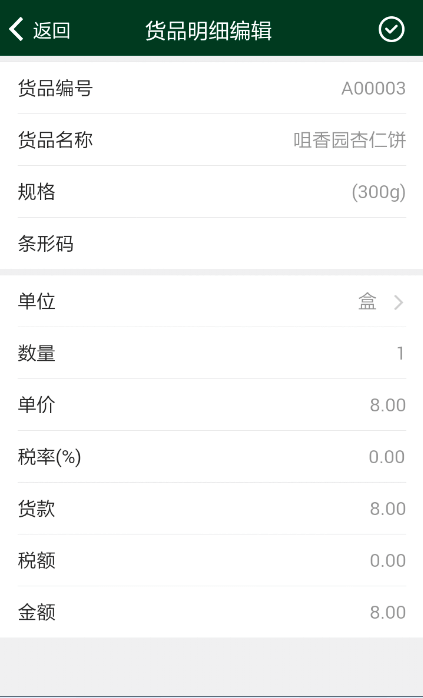 返回 货品明细编辑
货品编号 A00003
货品名称 咀香园杏仁饼
规格 (300g)
条形码
单位 盒
数量 1
单价 8.00
税率(%) 0.00
货款 8.00
税额 0.00
金额 8.00